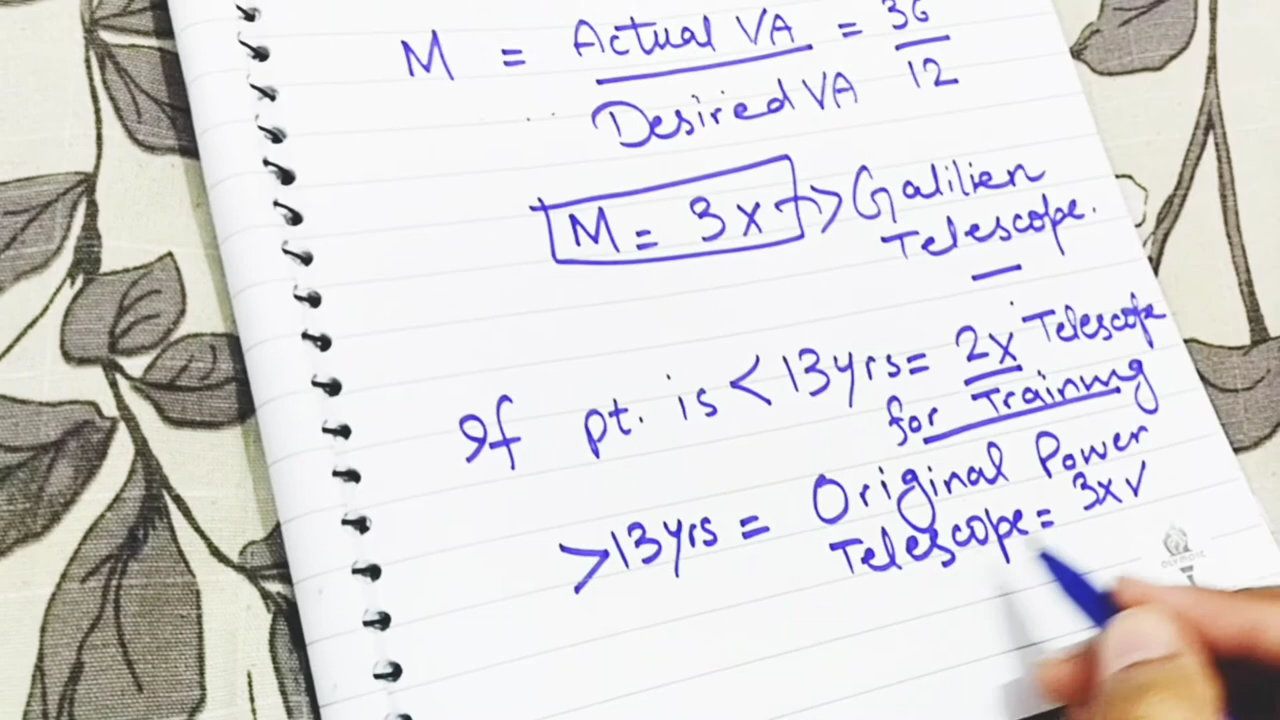 M = Actual VA = 36
Desired VA 12
M = 3x → Galilien
Telescope.
If pt. is < 13yrs = 2x Telescope
for Training
>13yrs = Original Power
Telescope = 3x✓
OLYMPIC